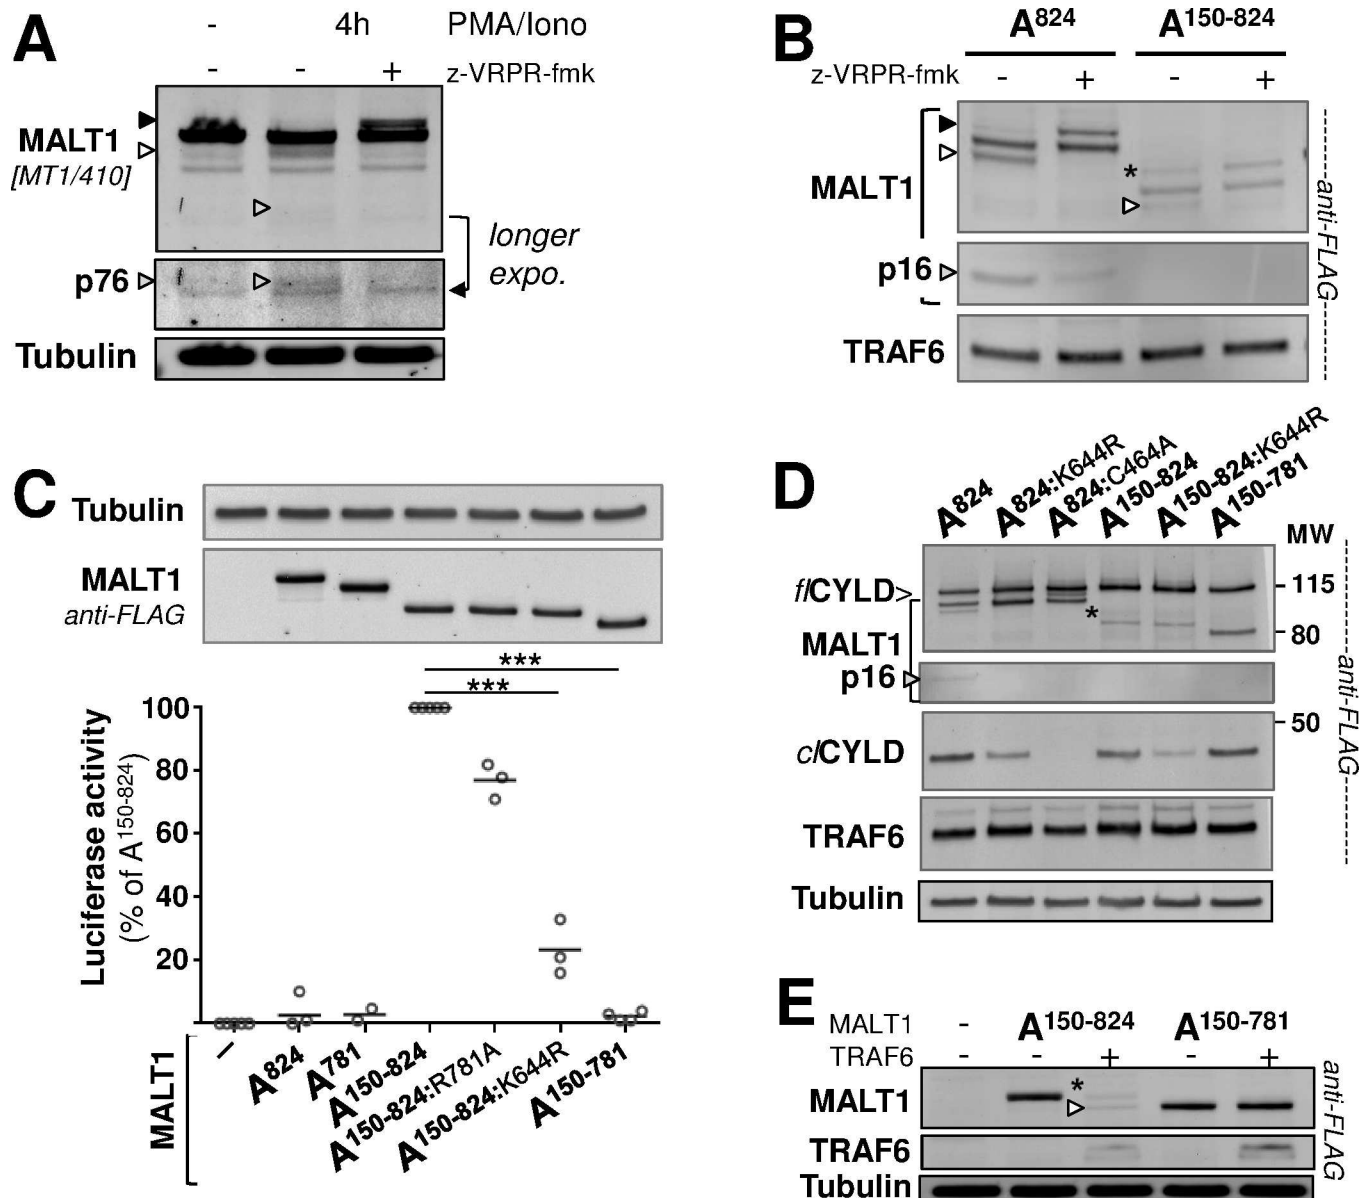 A
- 4h PMA/Iono
- - + z-VRPR-fmk
MALT1
[MT1/410]
longer
expo.
p76
Tubulin
B
A824 A150-824
z-VRPR-fmk - + - +
MALT1
*
p16
TRAF6
anti-FLAG
C
Tubulin
MALT1
anti-FLAG
***
***
Luciferase activity
(% of A150-824)
100
80
60
40
20
MALT1
–
A824
A781
A150-824
A150-824:R781A
A150-824:K644R
A150-781
D
A824
A824:K644R
A824:C464A
A150-824
A150-824:K644R
A150-781
MW
flCYLD>
115
*
MALT1
80
p16
50
clCYLD
TRAF6
Tubulin
anti-FLAG
E
MALT1 - A150-824 A150-781
TRAF6 - - + - +
MALT1
*
TRAF6
Tubulin
anti-FLAG